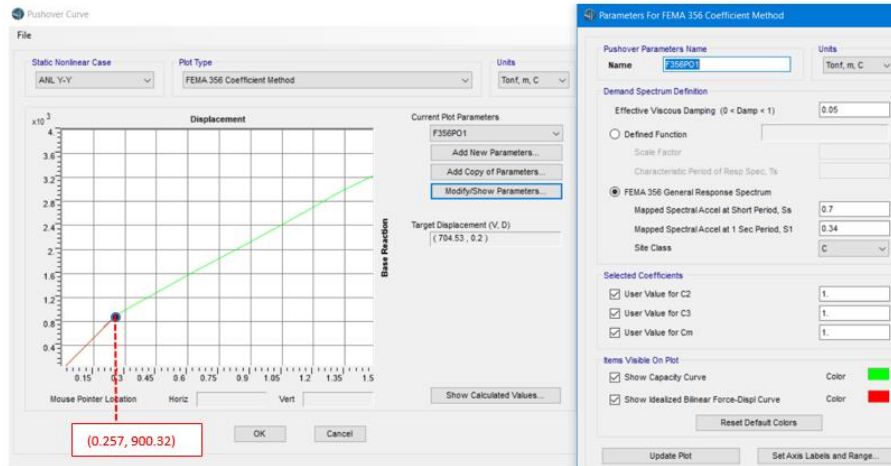 Pushover Curve
File
Static Nonlinear Case
ANL Y-Y
Plot Type
FEMA 356 Coefficient Method
Units
Tonf, m, C
x10 3
Displacement
4.
3.6
3.2
2.8
2.4
2.
1.6
1.2
0.8
0.4
0.15 0.3 0.45 0.6 0.75 0.9 1.05 1.2 1.35 1.5
Base Reaction
Mouse Pointer Location Horiz Vert
(0.257, 900.32)
OK
Cancel
Current Plot Parameters
F356PO1
Add New Parameters...
Add Copy of Parameters...
Modify/Show Parameters...
Target Displacement (V, D)
( 704.53 , 0.2 )
Show Calculated Values...
Parameters For FEMA 356 Coefficient Method
Pushover Parameters Name
Name F356PO1
Units
Tonf, m, C
Demand Spectrum Definition
Effective Viscous Damping (0 < Damp < 1) 0.05
Defined Function
Scale Factor
Characteristic Period of Resp Spec, Ts
FEMA 356 General Response Spectrum
Mapped Spectral Accel at Short Period, Ss 0.7
Mapped Spectral Accel at 1 Sec Period, S1 0.34
Site Class C
Selected Coefficients
User Value for C2 1.
User Value for C3 1.
User Value for Cm 1.
Items Visible On Plot
Show Capacity Curve Color
Show Idealized Bilinear Force-Displ Curve Color
Reset Default Colors
Update Plot
Set Axis Labels and Range...